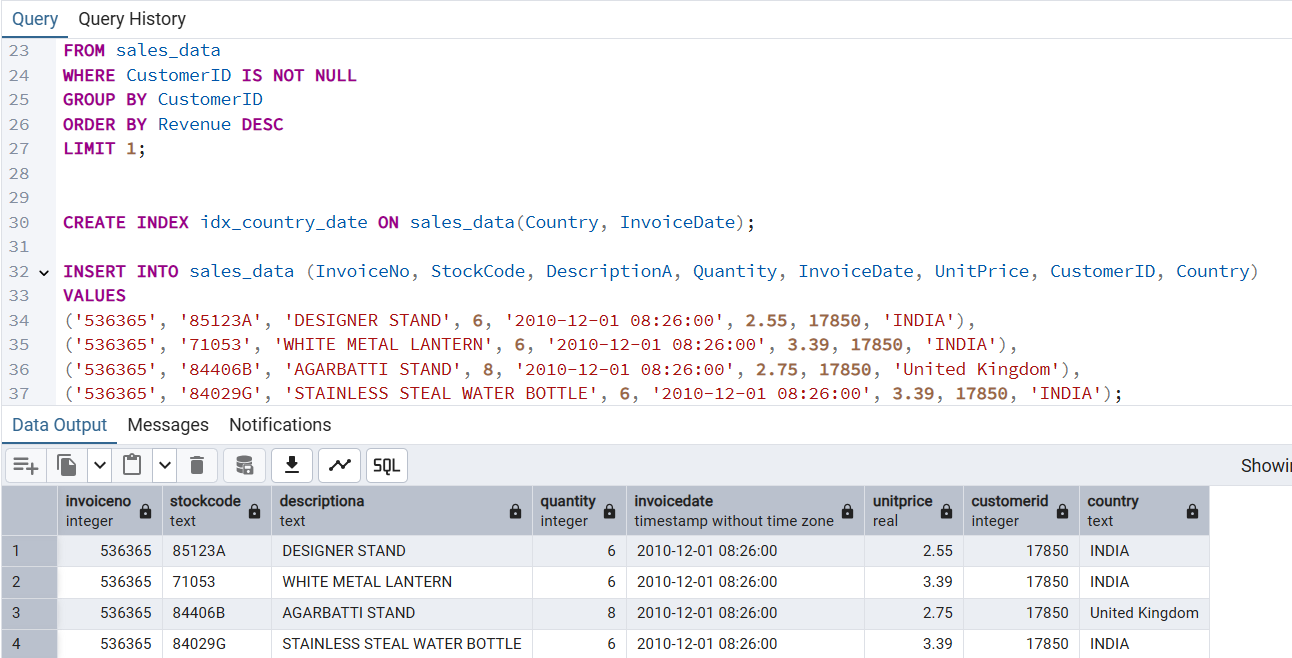 Query Query History
23 FROM sales_data
24 WHERE CustomerID IS NOT NULL
25 GROUP BY CustomerID
26 ORDER BY Revenue DESC
27 LIMIT 1;
28
29
30 CREATE INDEX idx_country_date ON sales_data(Country, InvoiceDate);
31
32 INSERT INTO sales_data (InvoiceNo, StockCode, DescriptionA, Quantity, InvoiceDate, UnitPrice, CustomerID, Country)
33 VALUES
34 ('536365', '85123A', 'DESIGNER STAND', 6, '2010-12-01 08:26:00', 2.55, 17850, 'INDIA'),
35 ('536365', '71053', 'WHITE METAL LANTERN', 6, '2010-12-01 08:26:00', 3.39, 17850, 'INDIA'),
36 ('536365', '84406B', 'AGARBATTI STAND', 8, '2010-12-01 08:26:00', 2.75, 17850, 'United Kingdom'),
37 ('536365', '84029G', 'STAINLESS STEAL WATER BOTTLE', 6, '2010-12-01 08:26:00', 3.39, 17850, 'INDIA');
Data Output Messages Notifications
SQL Showi
invoiceno stockcode descriptiona quantity invoicedate unitprice customerid country
integer text text integer timestamp without time zone real integer text
1 536365 85123A DESIGNER STAND 6 2010-12-01 08:26:00 2.55 17850 INDIA
2 536365 71053 WHITE METAL LANTERN 6 2010-12-01 08:26:00 3.39 17850 INDIA
3 536365 84406B AGARBATTI STAND 8 2010-12-01 08:26:00 2.75 17850 United Kingdom
4 536365 84029G STAINLESS STEAL WATER BOTTLE 6 2010-12-01 08:26:00 3.39 17850 INDIA